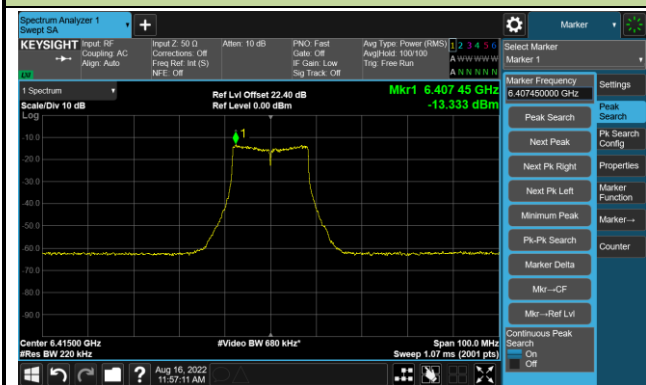 Spectrum Analyzer 1
Swept SA
+
Marker
KEYSIGHT
Input: RF
Coupling: AC
Align: Auto
Input Z: 50 Ω
Corrections: Off
Freq Ref: Int (S)
NFE: Off
Atten: 10 dB
PNO: Fast
Gate: Off
IF Gain: Low
Sig Track: Off
Avg Type: Power (RMS)
Avg|Hold: 100/100
Trig: Free Run
1 2 3 4 5 6
A W W W W W
A N N N N N
Select Marker
Marker 1
LXI
1 Spectrum
Scale/Div 10 dB
Log
Ref Lvl Offset 22.40 dB
Ref Level 0.00 dBm
Mkr1 6.407 45 GHz
-13.333 dBm
1
-10.0
-20.0
-30.0
-40.0
-50.0
-60.0
-70.0
-80.0
-90.0
Center 6.41500 GHz
#Res BW 220 kHz
#Video BW 680 kHz*
Span 100.0 MHz
Sweep 1.07 ms (2001 pts)
Marker Frequency
6.407450000 GHz
Peak Search
Next Peak
Next Pk Right
Next Pk Left
Minimum Peak
Pk-Pk Search
Marker Delta
Mkr→CF
Mkr→Ref Lvl
Continuous Peak
Search
On
Off
Settings
Peak
Search
Pk Search
Config
Properties
Marker
Function
Marker→
Counter
?
Aug 16, 2022
11:57:11 AM